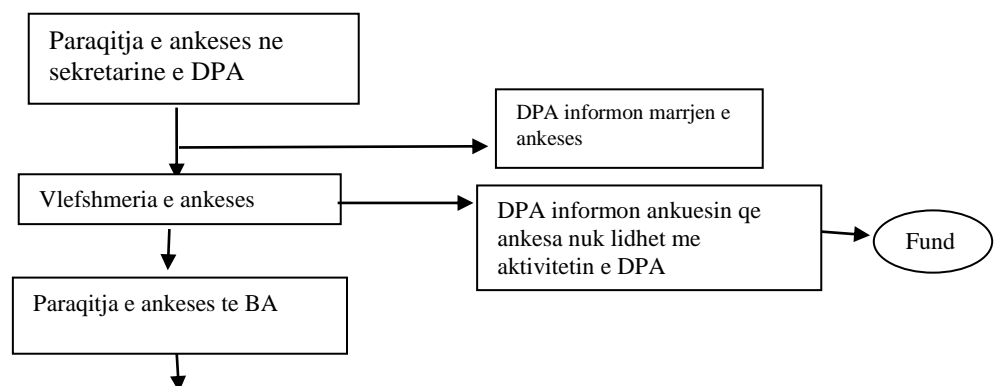 Paraqitja e ankeses ne
sekretarine e DPA
DPA informon marrjen e
ankeses
Vlefshmeria e ankeses
DPA informon ankuesin qe
ankesa nuk lidhet me
aktivitetin e DPA
Fund
Paraqitja e ankeses te BA